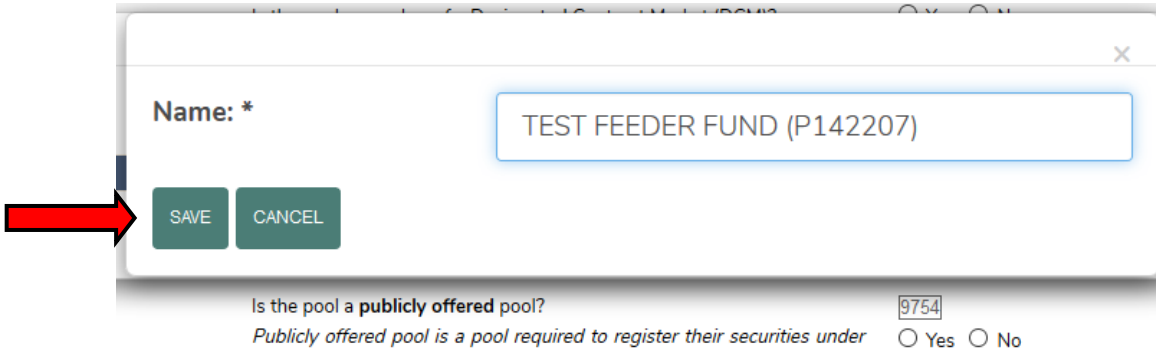 ×
Name: *
TEST FEEDER FUND (P142207)
SAVE
CANCEL
Is the pool a publicly offered pool?
9754
Publicly offered pool is a pool required to register their securities under
Yes No